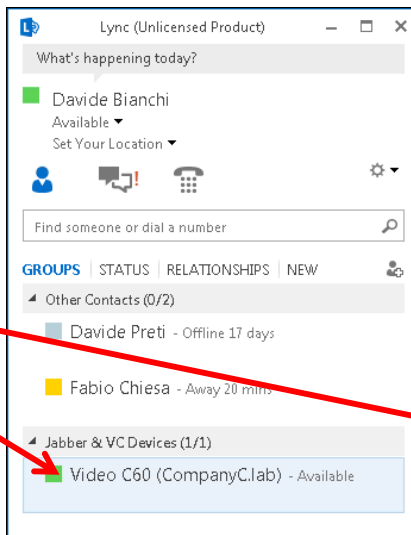 Lync (Unlicensed Product)
What's happening today?
Davide Bianchi
Available
Set Your Location
Find someone or dial a number
GROUPS STATUS RELATIONSHIPS NEW
Other Contacts (0/2)
Davide Preti - Offline 17 days
Fabio Chiesa - Away 20 mins
Jabber & VC Devices (1/1)
Video C60 (CompanyC.lab) - Available